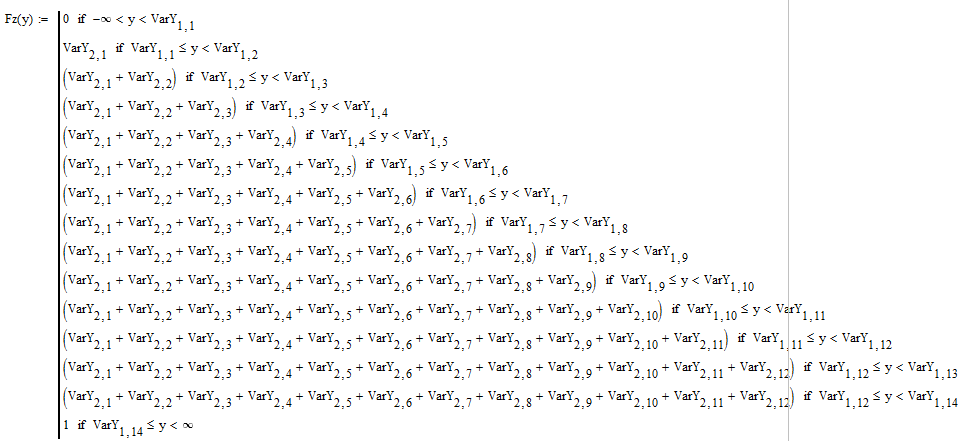 Fz(y) := 0 if -∞ < y < VarY1,1
VarY2,1 if VarY1,1 ≤ y < VarY1,2
(VarY2,1 + VarY2,2) if VarY1,2 ≤ y < VarY1,3
(VarY2,1 + VarY2,2 + VarY2,3) if VarY1,3 ≤ y < VarY1,4
(VarY2,1 + VarY2,2 + VarY2,3 + VarY2,4) if VarY1,4 ≤ y < VarY1,5
(VarY2,1 + VarY2,2 + VarY2,3 + VarY2,4 + VarY2,5) if VarY1,5 ≤ y < VarY1,6
(VarY2,1 + VarY2,2 + VarY2,3 + VarY2,4 + VarY2,5 + VarY2,6) if VarY1,6 ≤ y < VarY1,7
(VarY2,1 + VarY2,2 + VarY2,3 + VarY2,4 + VarY2,5 + VarY2,6 + VarY2,7) if VarY1,7 ≤ y < VarY1,8
(VarY2,1 + VarY2,2 + VarY2,3 + VarY2,4 + VarY2,5 + VarY2,6 + VarY2,7 + VarY2,8) if VarY1,8 ≤ y < VarY1,9
(VarY2,1 + VarY2,2 + VarY2,3 + VarY2,4 + VarY2,5 + VarY2,6 + VarY2,7 + VarY2,8 + VarY2,9) if VarY1,9 ≤ y < VarY1,10
(VarY2,1 + VarY2,2 + VarY2,3 + VarY2,4 + VarY2,5 + VarY2,6 + VarY2,7 + VarY2,8 + VarY2,9 + VarY2,10) if VarY1,10 ≤ y < VarY1,11
(VarY2,1 + VarY2,2 + VarY2,3 + VarY2,4 + VarY2,5 + VarY2,6 + VarY2,7 + VarY2,8 + VarY2,9 + VarY2,10 + VarY2,11) if VarY1,11 ≤ y < VarY1,12
(VarY2,1 + VarY2,2 + VarY2,3 + VarY2,4 + VarY2,5 + VarY2,6 + VarY2,7 + VarY2,8 + VarY2,9 + VarY2,10 + VarY2,11 + VarY2,12) if VarY1,12 ≤ y < VarY1,13
(VarY2,1 + VarY2,2 + VarY2,3 + VarY2,4 + VarY2,5 + VarY2,6 + VarY2,7 + VarY2,8 + VarY2,9 + VarY2,10 + VarY2,11 + VarY2,12) if VarY1,12 ≤ y < VarY1,14
1 if VarY1,14 ≤ y < ∞